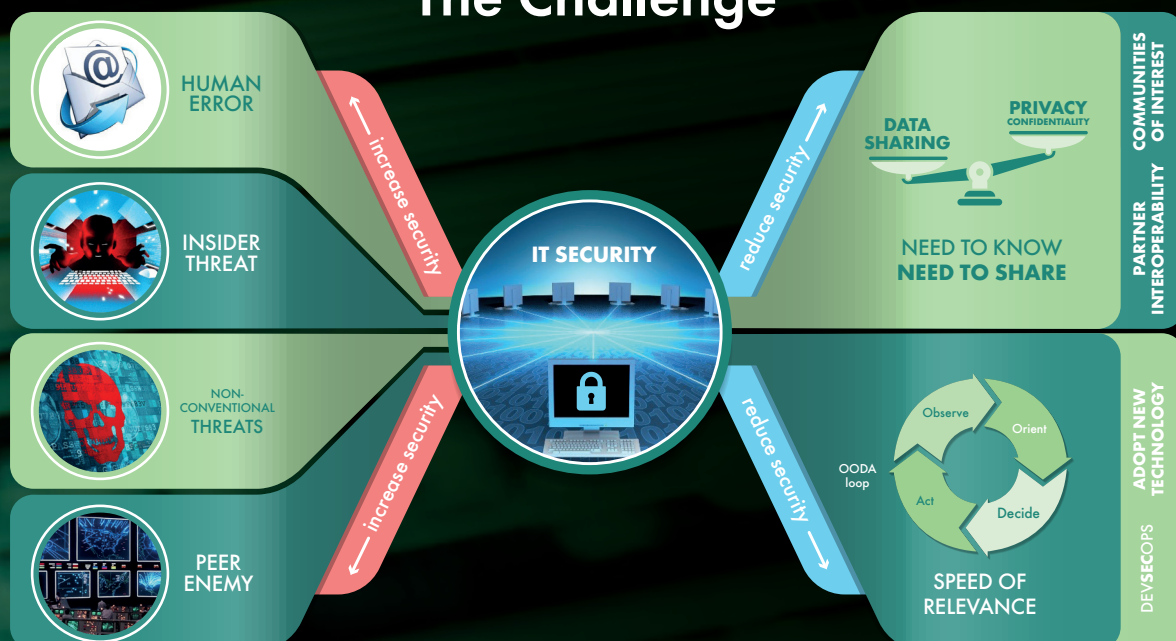 The Challenge
HUMAN
ERROR
INSIDER
THREAT
NON-
CONVENTIONAL
THREATS
PEER
ENEMY
increase security
increase security
IT SECURITY
reduce security
reduce security
DATA
SHARING
PRIVACY
CONFIDENTIALITY
NEED TO KNOW
NEED TO SHARE
COMMUNITIES
OF INTEREST
PARTNER
INTEROPERABILITY
OODA
loop
Observe
Orient
Decide
Act
SPEED OF
RELEVANCE
ADOPT NEW
TECHNOLOGY
DEVSECOPS